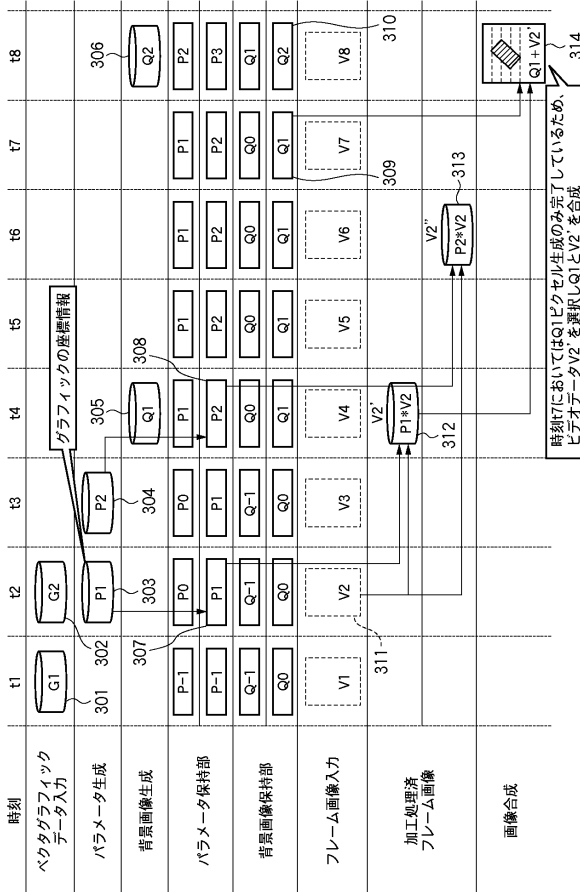 時刻 t1 t2 t3 t4 t5 t6 t7 t8
ベクタグラフィック
データ入力
G1 G2
301 302
グラフィックの座標情報
パラメータ生成
P1 P2
303 304
背景画像生成
Q1 Q2
305 306
パラメータ保持部
P-1 P0 P0 P1 P1 P1 P1 P2
P-1 P1 P1 P2 P2 P2 P2 P3
307 308
背景画像保持部
Q-1 Q-1 Q-1 Q0 Q0 Q0 Q0 Q1
Q0 Q0 Q0 Q1 Q1 Q1 Q1 Q2
309 310
フレーム画像入力
V1 V2 V3 V4 V5 V6 V7 V8
311
加工処理済
フレーム画像
V2'
P1*V2
312
V2''
P2*V2
313
画像合成
Q1+V2'
314
時刻t7においてはQ1ピクセル生成のみ完了しているため、
ビデオデータV2'を選択しQ1とV2'を合成